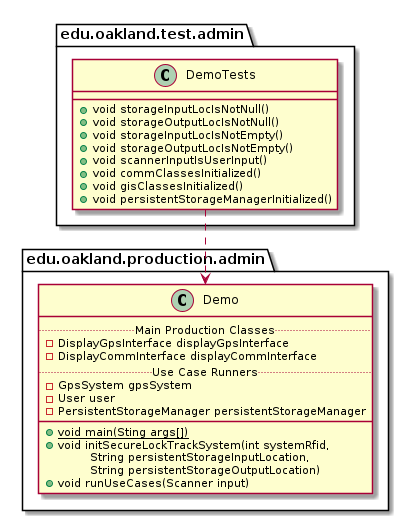 edu.oakland.test.admin
C DemoTests
void storageInputLocIsNotNull()
void storageOutputLocIsNotNull()
void storageInputLocIsNotEmpty()
void storageOutputLocIsNotEmpty()
void scannerInputIsUserInput()
void commClassesInitialized()
void gisClassesInitialized()
void persistentStorageManagerInitialized()
edu.oakland.production.admin
C Demo
Main Production Classes
DisplayGpsInterface displayGpsInterface
DisplayCommInterface displayCommInterface
Use Case Runners
GpsSystem gpsSystem
User user
PersistentStorageManager persistentStorageManager
void main(Sting args[])
void initSecureLockTrackSystem(int systemRfid,
String persistentStorageInputLocation,
String persistentStorageOutputLocation)
void runUseCases(Scanner input)